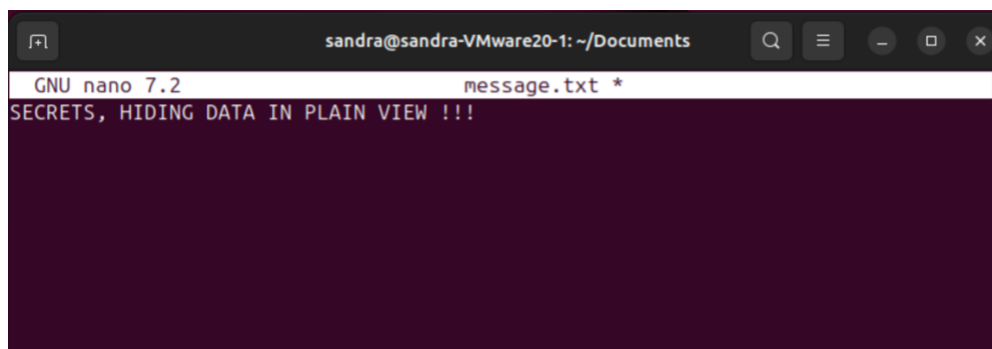 sandra@sandra-VMware20-1: ~/Documents
GNU nano 7.2 message.txt *
SECRETS, HIDING DATA IN PLAIN VIEW !!!